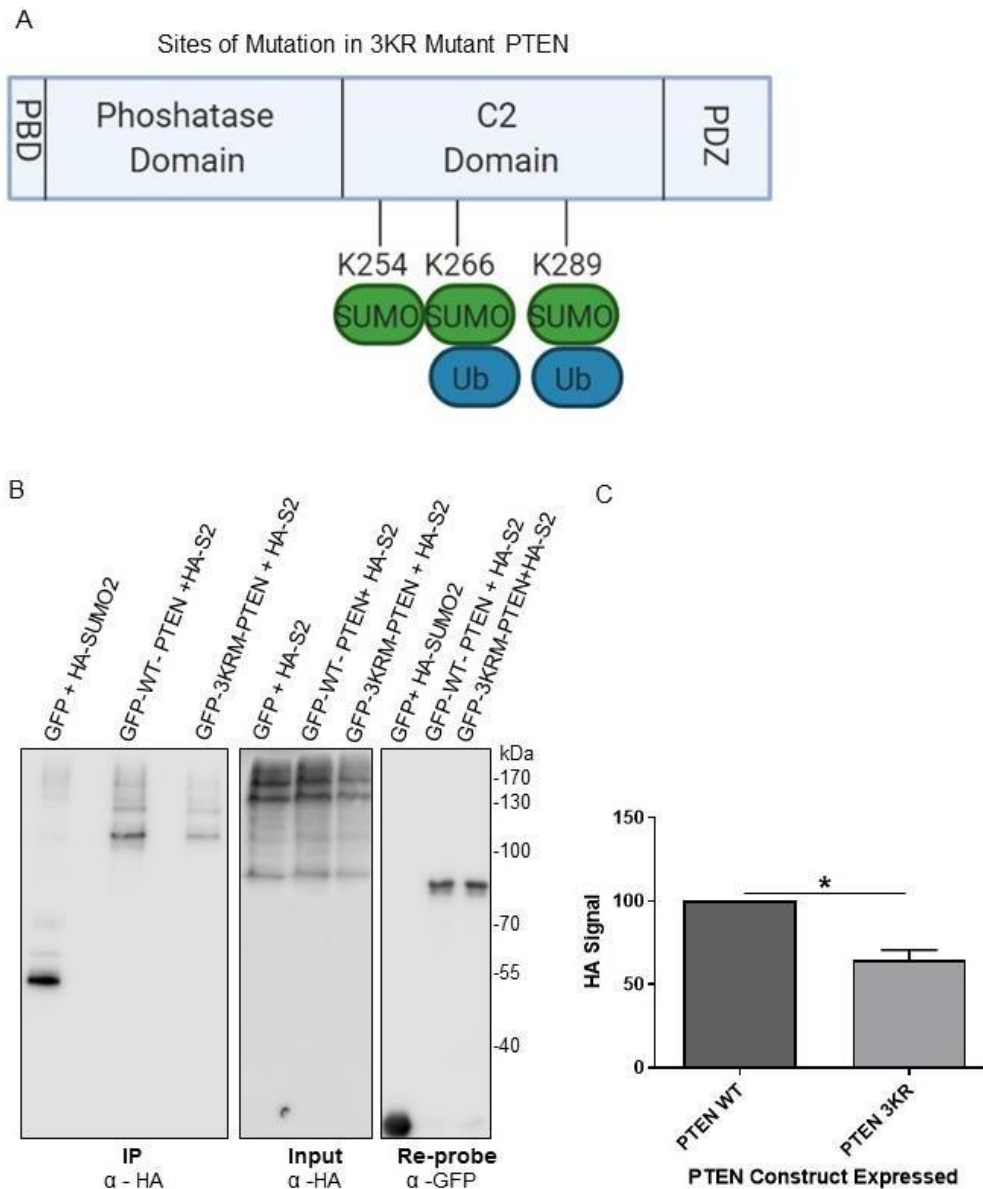 A
Sites of Mutation in 3KR Mutant PTEN
PBD
Phoshatase
Domain
C2
Domain
PDZ
K254 K266 K289
SUMO SUMO SUMO
Ub Ub
B
GFP + HA-SUMO2
GFP-WT- PTEN +HA-S2
GFP-3KRM-PTEN + HA-S2
GFP + HA-S2
GFP-WT- PTEN+ HA-S2
GFP-3KRM-PTEN + HA-S2
GFP+ HA-SUMO2
GFP-WT- PTEN + HA-S2
GFP-3KRM-PTEN+HA-S2
kDa
-170
-130
-100
-70
-55
-40
IP
α - HA
Input
α -HA
Re-probe
α -GFP
C
150
100
50
0
HA Signal
*
PTEN WT
PTEN 3KR
PTEN Construct Expressed